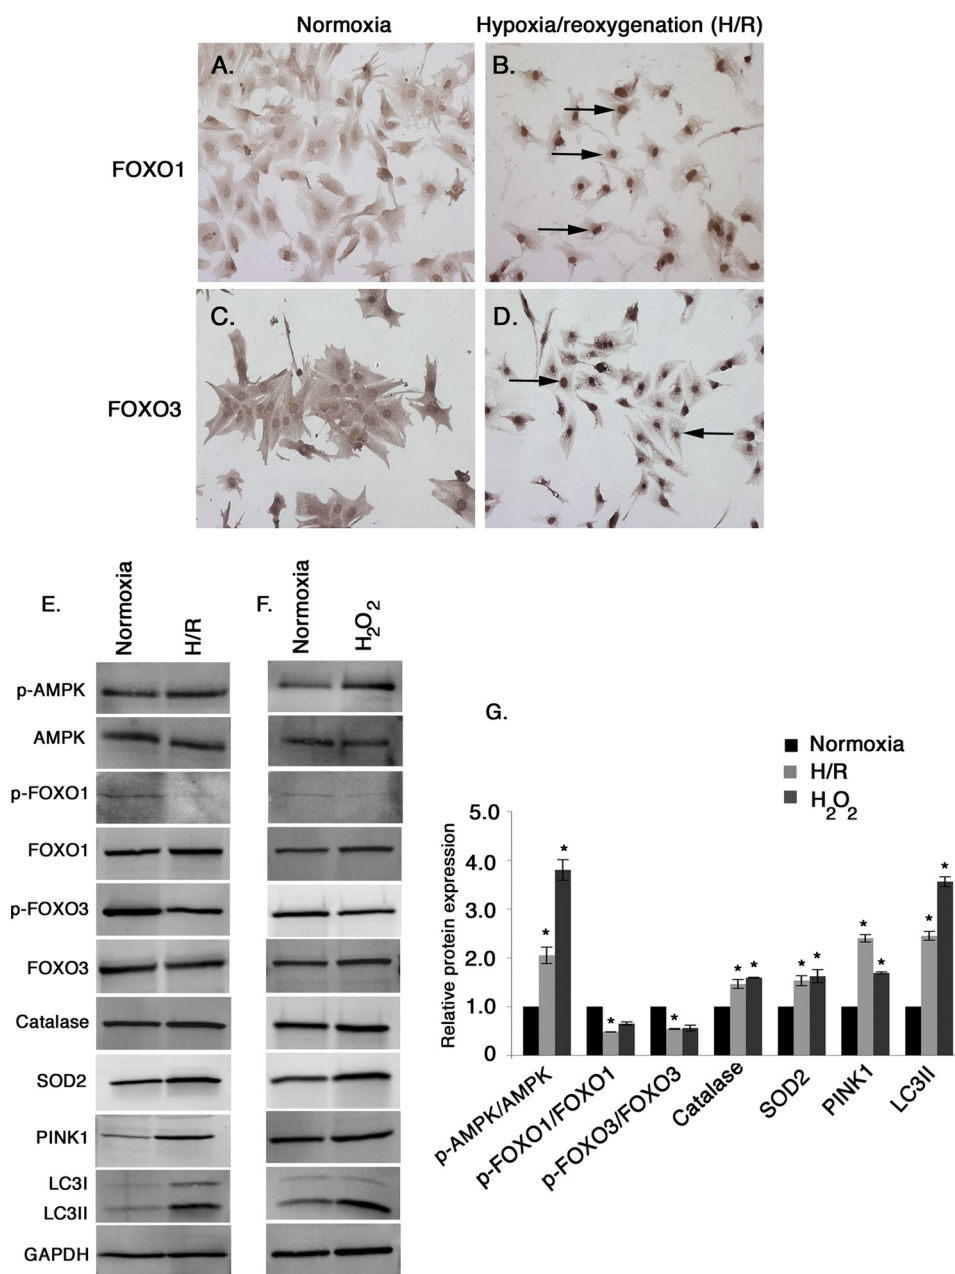 Normoxia
Hypoxia/reoxygenation (H/R)
A.
B.
FOXO1
C.
D.
FOXO3
E.
Normoxia
H/R
F.
Normoxia
H2O2
p-AMPK
AMPK
p-FOXO1
FOXO1
p-FOXO3
FOXO3
Catalase
SOD2
PINK1
LC3I
LC3II
GAPDH
G.
Normoxia
H/R
H2O2
Relative protein expression
5.0
4.0
3.0
2.0
1.0
0
* * * * * * * * * * * *
p-AMPK/AMPK
p-FOXO1/FOXO1
p-FOXO3/FOXO3
Catalase
SOD2
PINK1
LC3II